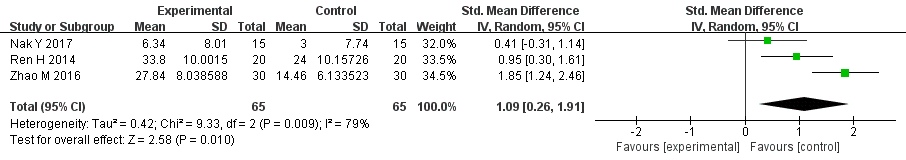 Experimental Control Std. Mean Difference Std. Mean Difference
Study or Subgroup Mean SD Total Mean SD Total Weight IV, Random, 95% CI IV, Random, 95% CI
Nak Y 2017 6.34 8.01 15 3 7.74 15 32.0% 0.41 [-0.31, 1.14]
Ren H 2014 33.8 10.0015 20 24 10.15726 20 33.5% 0.95 [0.30, 1.61]
Zhao M 2016 27.84 8.038588 30 14.46 6.133523 30 34.5% 1.85 [1.24, 2.46]
Total (95% CI) 65 65 100.0% 1.09 [0.26, 1.91]
Heterogeneity: Tau² = 0.42; Chi² = 9.33, df = 2 (P = 0.009); I² = 79%
Test for overall effect: Z = 2.58 (P = 0.010)
-2 -1 0 1 2
Favours [experimental] Favours [control]